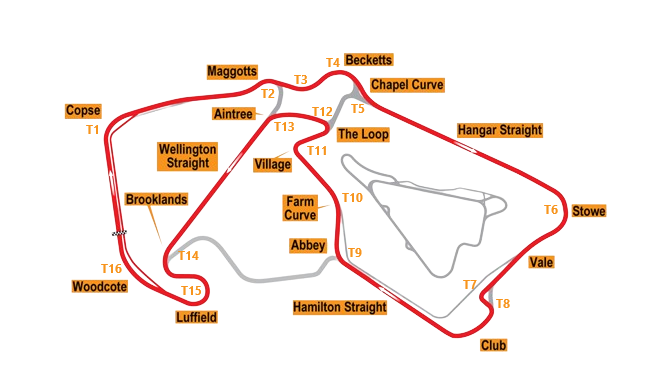 Becketts
T4
Maggotts
T3
Chapel Curve
T2
Copse
T1
Aintree
T12
T5
T13
The Loop
Hangar Straight
Wellington
Straight
Village
T11
Brooklands
Farm
Curve
T10
T6
Stowe
Abbey
T14
T9
Vale
T16
Woodcote
T15
T7
T8
Hamilton Straight
Luffield
Club